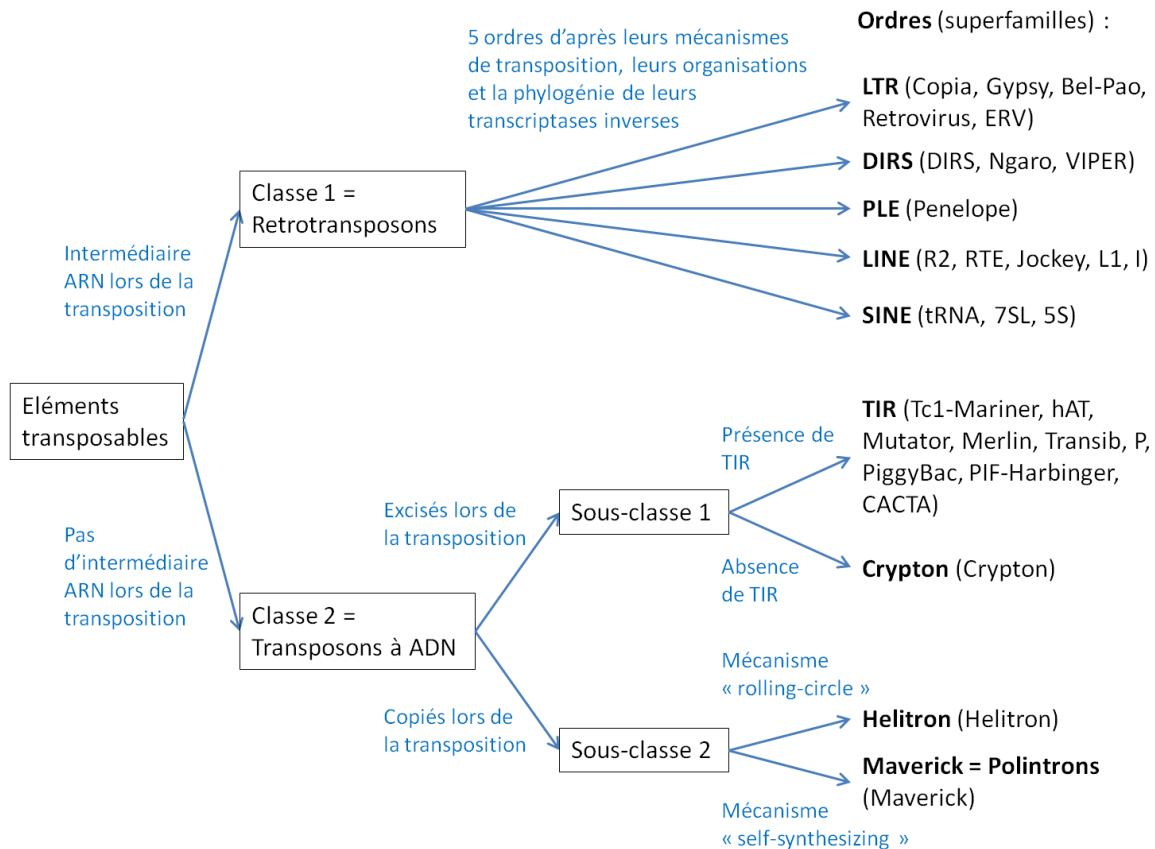 Ordres (superfamilles) :
5 ordres d'après leurs mécanismes
de transposition, leurs organisations
et la phylogénie de leurs
transcriptases inverses
LTR (Copia, Gypsy, Bel-Pao,
Retrovirus, ERV)
DIRS (DIRS, Ngaro, VIPER)
Classe 1 =
Retrotransposons
PLE (Penelope)
Intermédiaire
ARN lors de la
transposition
LINE (R2, RTE, Jockey, L1, I)
SINE (tRNA, 7SL, 5S)
Eléments
transposables
TIR (Tc1-Mariner, hAT,
Mutator, Merlin, Transib, P,
PiggyBac, PIF-Harbinger,
CACTA)
Présence de
TIR
Excisés lors de
la transposition
Sous-classe 1
Pas
d'intermédiaire
ARN lors de la
transposition
Absence
de TIR
Crypton (Crypton)
Classe 2 =
Transposons à ADN
Mécanisme
« rolling-circle »
Copiés lors de
la transposition
Helitron (Helitron)
Sous-classe 2
Maverick = Polintrons
(Maverick)
Mécanisme
« self-synthesizing »